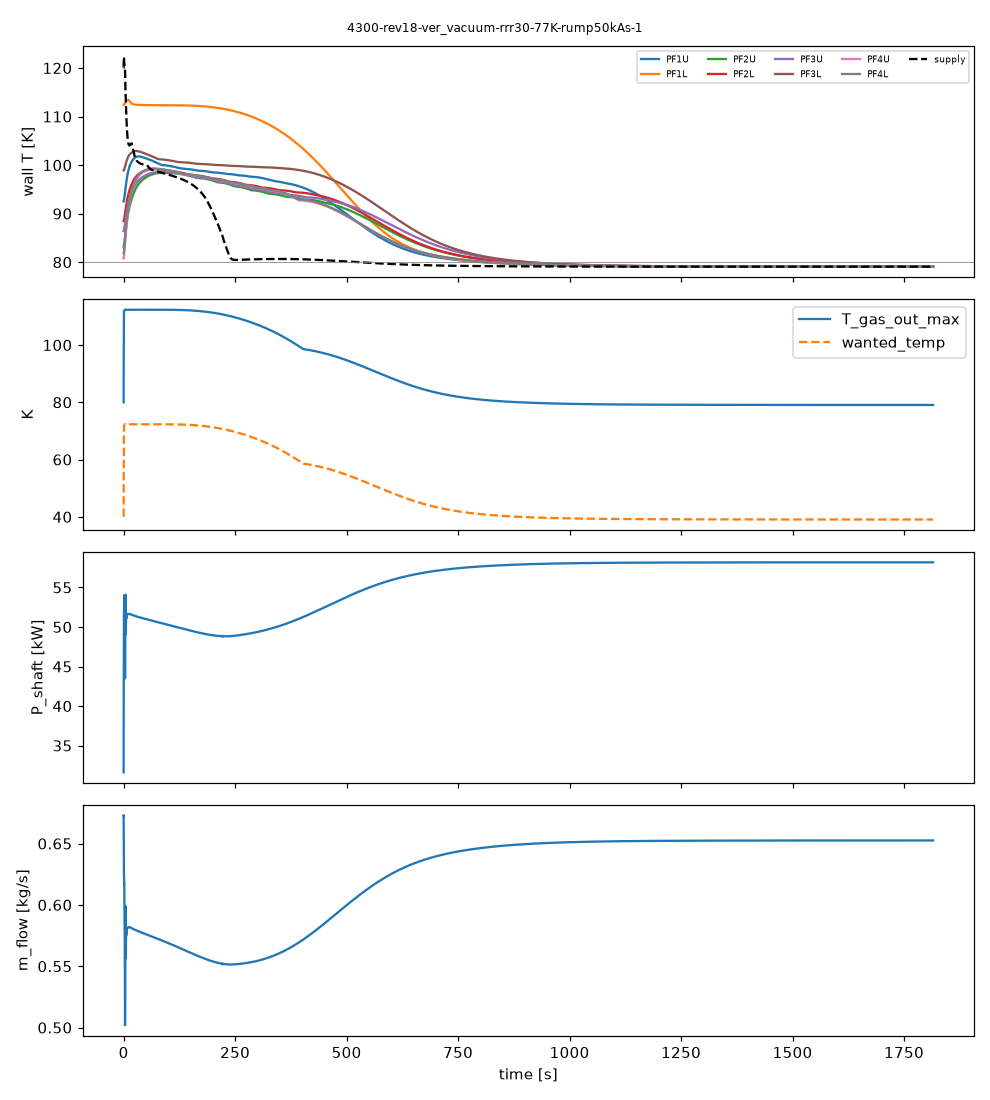 4300-rev18-ver_vacuum-rrr30-77K-rump50kAs-1
PF1U PF2U PF3U PF4U supply
PF1L PF2L PF3L PF4L
wall T [K]
120
110
100
90
80
T_gas_out_max
wanted_temp
K
100
80
60
40
P_shaft [kW]
55
50
45
40
35
m_flow [kg/s]
0.65
0.60
0.55
0.50
0 250 500 750 1000 1250 1500 1750
time [s]